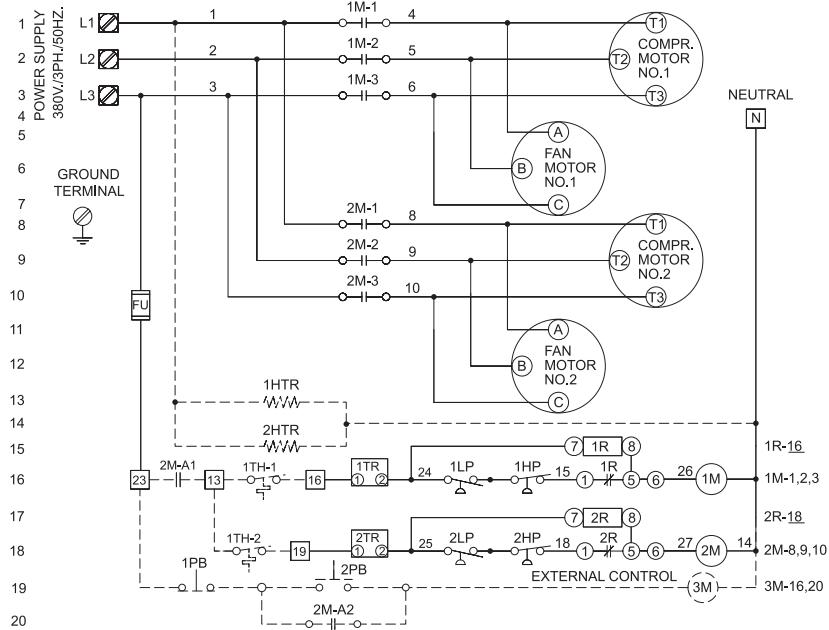 1 L1 1 1M-1 4 T1
POWER SUPPLY
380V./3PH./50HZ.
COMPR.
MOTOR
NO.1
2 L2 2 1M-2 5 T2
3 L3 3 1M-3 6 T3
NEUTRAL
N
4
5 A
FAN
MOTOR
NO.1
6 B
GROUND
TERMINAL
7 C
8 2M-1 8 T1
COMPR.
MOTOR
NO.2
9 2M-2 9 T2
10 2M-3 10 T3
FU
11 A
FAN
MOTOR
NO.2
12 B
13 1HTR C
14
2HTR
15 7 1R 8 1R-16
16 23 2M-A1 13 1TH-1 16 1TR 1 2 24 1LP 1HP 15 1 1R 5 6 26 1M 1M-1,2,3
17 7 2R 8 2R-18
18 1TH-2 19 2TR 1 2 25 2LP 2HP 18 1 2R 5 6 27 2M 14 2M-8,9,10
EXTERNAL CONTROL
19 1PB 2PB 3M 3M-16,20
20 2M-A2